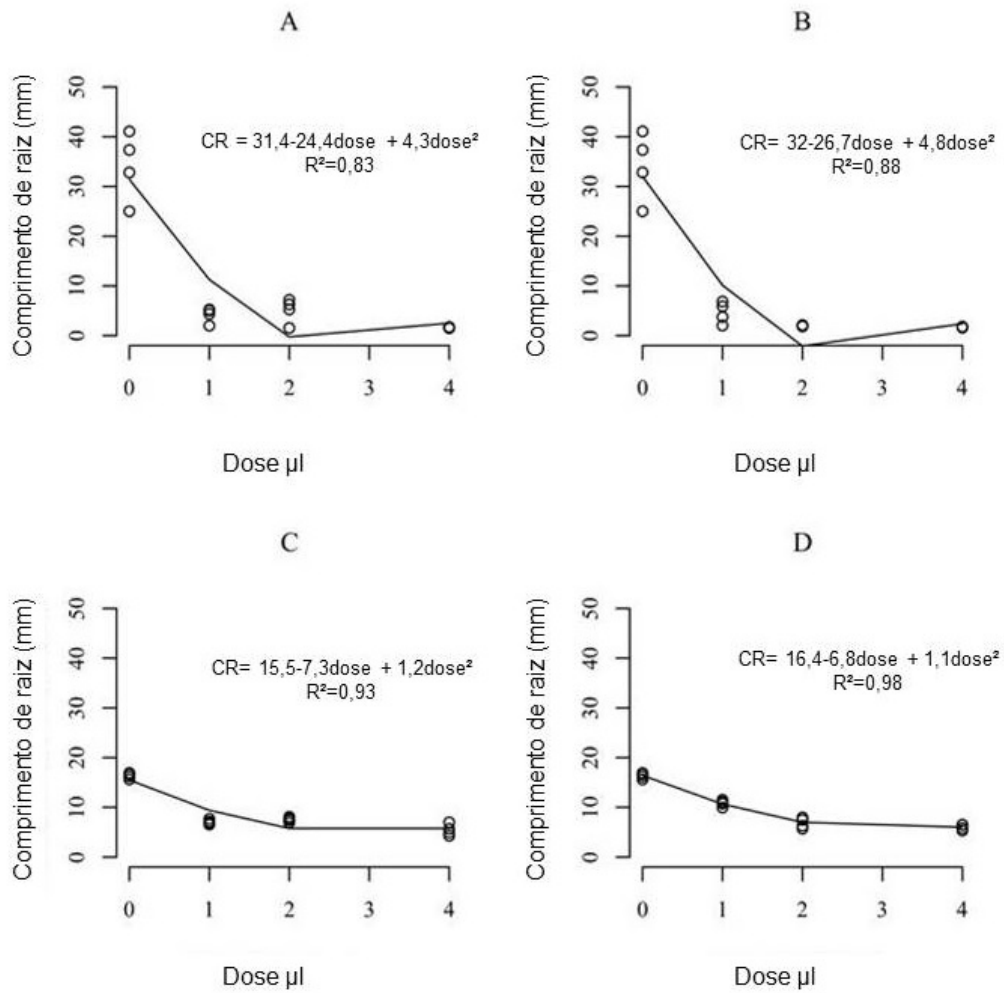 A
Comprimento de raiz (mm)
50
40
30
20
10
0
CR = 31,4-24,4dose + 4,3dose²
R²=0,83
0 1 2 3 4
Dose µl
B
Comprimento de raiz (mm)
50
40
30
20
10
0
CR= 32-26,7dose + 4,8dose²
R²=0,88
0 1 2 3 4
Dose µl
C
Comprimento de raiz (mm)
50
40
30
20
10
0
CR= 15,5-7,3dose + 1,2dose²
R²=0,93
0 1 2 3 4
Dose µl
D
Comprimento de raiz (mm)
50
40
30
20
10
0
CR= 16,4-6,8dose + 1,1dose²
R²=0,98
0 1 2 3 4
Dose µl